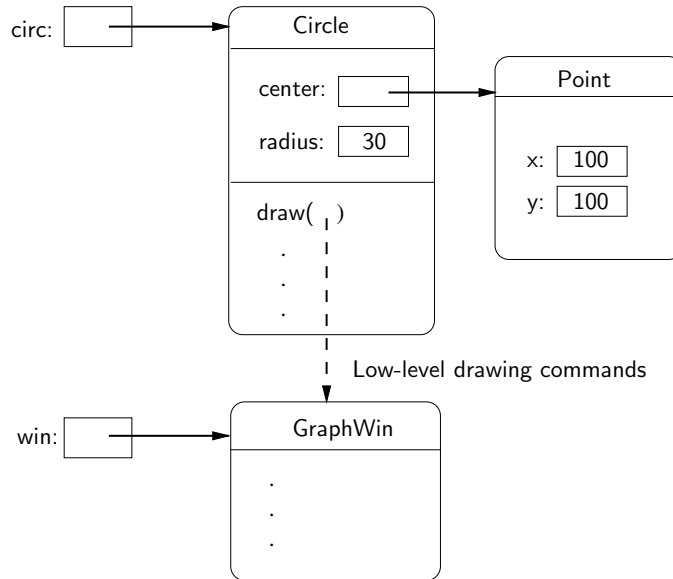 circ:
Circle
center:
radius: 30
draw( )
.
.
.
Point
x: 100
y: 100
Low-level drawing commands
win:
GraphWin
.
.
.